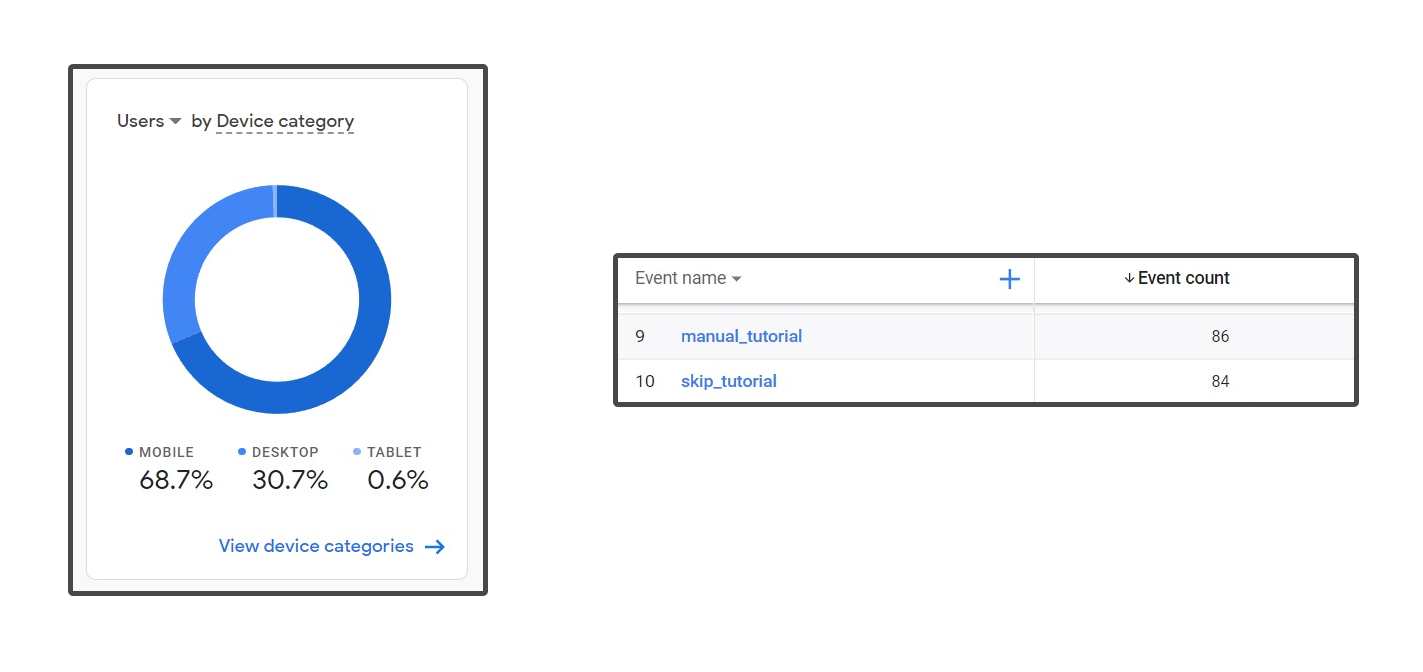 Users by Device category
MOBILE DESKTOP TABLET
68.7% 30.7% 0.6%
View device categories
Event name Event count
9 manual_tutorial 86
10 skip_tutorial 84